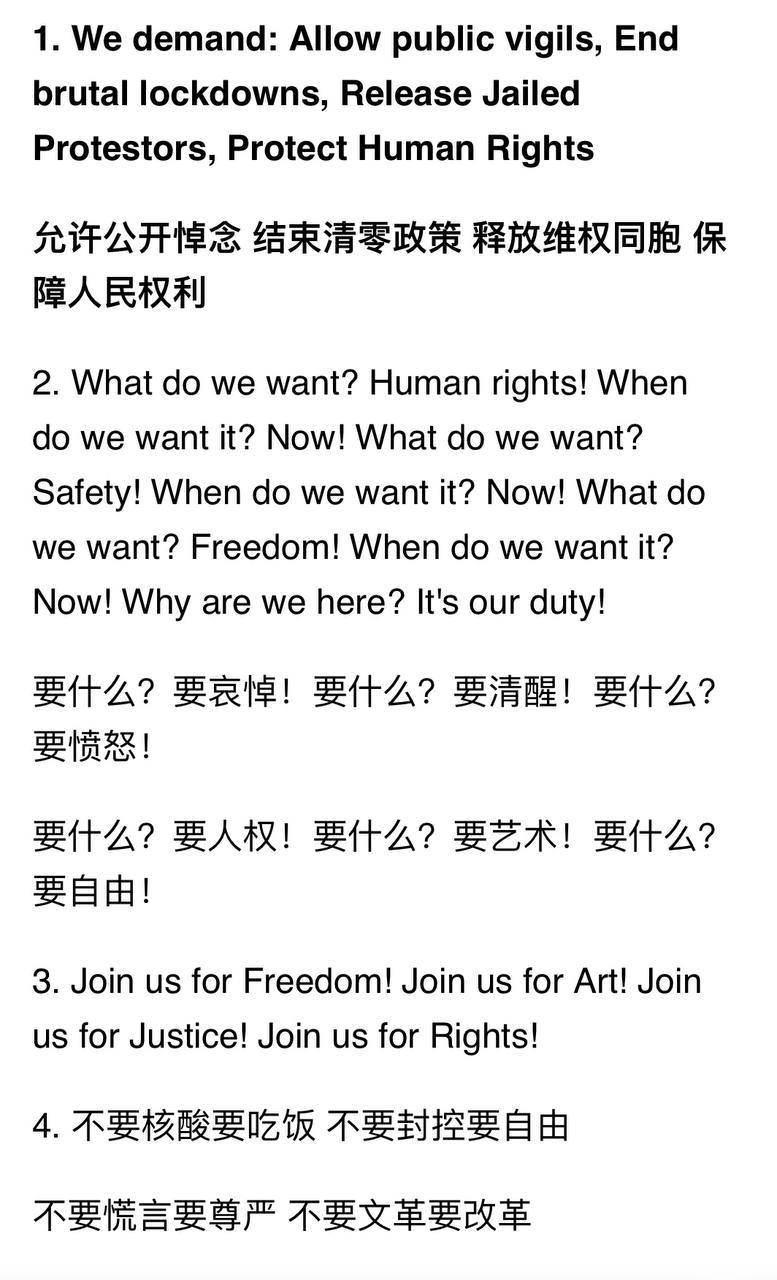 1. We demand: Allow public vigils, End
brutal lockdowns, Release Jailed
Protestors, Protect Human Rights
允许公开悼念 结束清零政策 释放维权同胞 保
障人民权利
2. What do we want? Human rights! When
do we want it? Now! What do we want?
Safety! When do we want it? Now! What do
we want? Freedom! When do we want it?
Now! Why are we here? It's our duty!
要什么？要哀悼！要什么？要清醒！要什么？
要愤怒！
要什么？要人权！要什么？要艺术！要什么？
要自由！
3. Join us for Freedom! Join us for Art! Join
us for Justice! Join us for Rights!
4. 不要核酸要吃饭 不要封控要自由
不要慌言要尊严 不要文革要改革